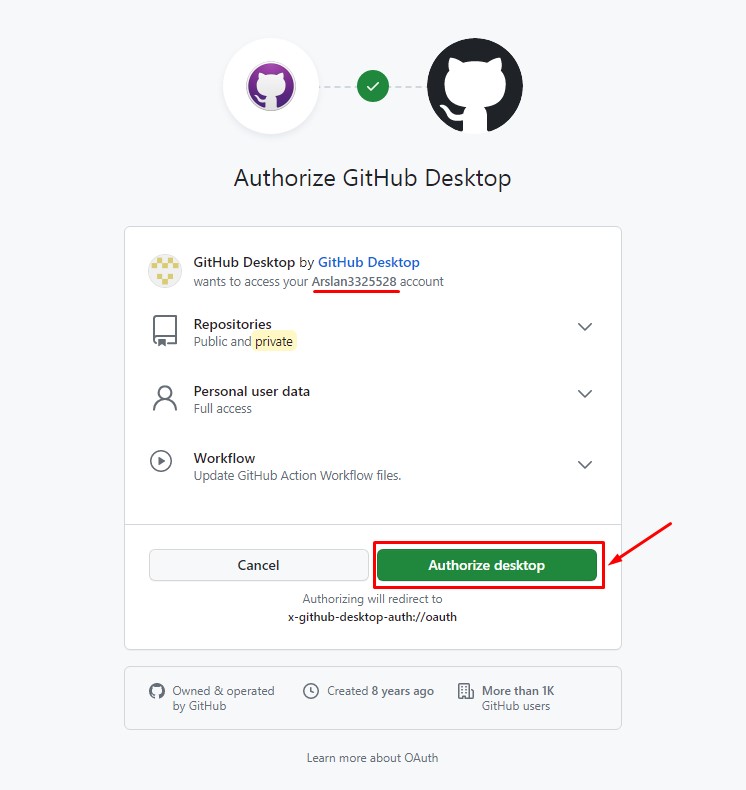 Authorize GitHub Desktop
GitHub Desktop by GitHub Desktop
wants to access your Arslan3325528 account
Repositories
Public and private
Personal user data
Full access
Workflow
Update GitHub Action Workflow files.
Cancel
Authorize desktop
Authorizing will redirect to
x-github-desktop-auth://oauth
Owned & operated
by GitHub
Created 8 years ago
More than 1K
GitHub users
Learn more about OAuth